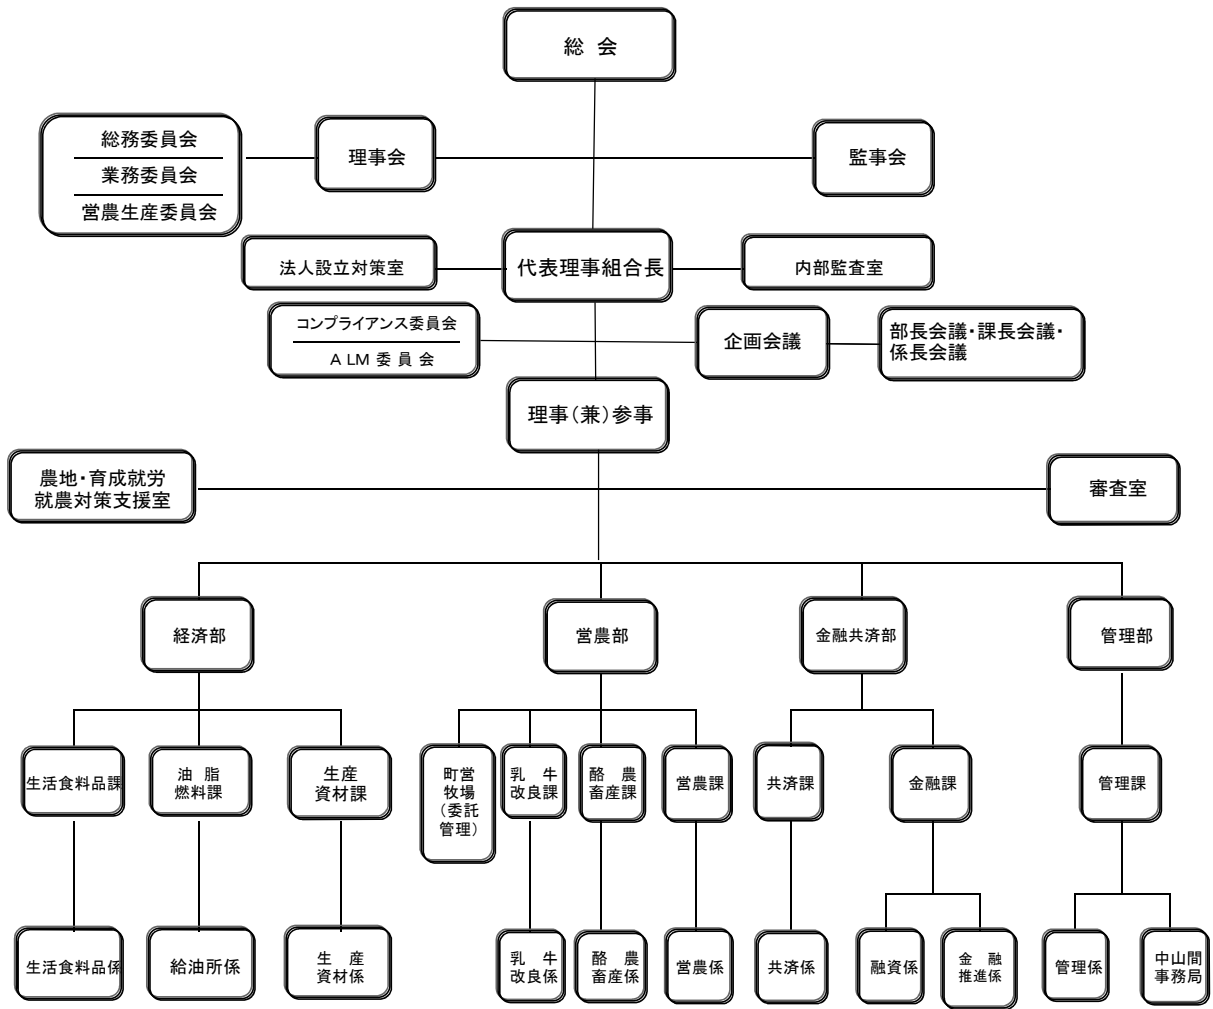 総 会
総務委員会
業務委員会
営農生産委員会
理事会
監事会
法人設立対策室
代表理事組合長
内部監査室
コンプライアンス委員会
ＡＬＭ 委 員 会
企画会議
部長会議・課長会議・
係長会議
理事（兼）参事
農地・育成就労
就農対策支援室
審査室
経済部
営農部
金融共済部
管理部
生活食料品課
油 脂
燃料課
生産
資材課
町営
牧場
（委託
管理）
乳 牛
改良課
酪 農
畜産課
営農課
共済課
金融課
管理課
生活食料品係
給油所係
生 産
資材係
乳 牛
改良係
酪 農
畜産係
営農係
共済係
融資係
金 融
推進係
管理係
中山間
事務局